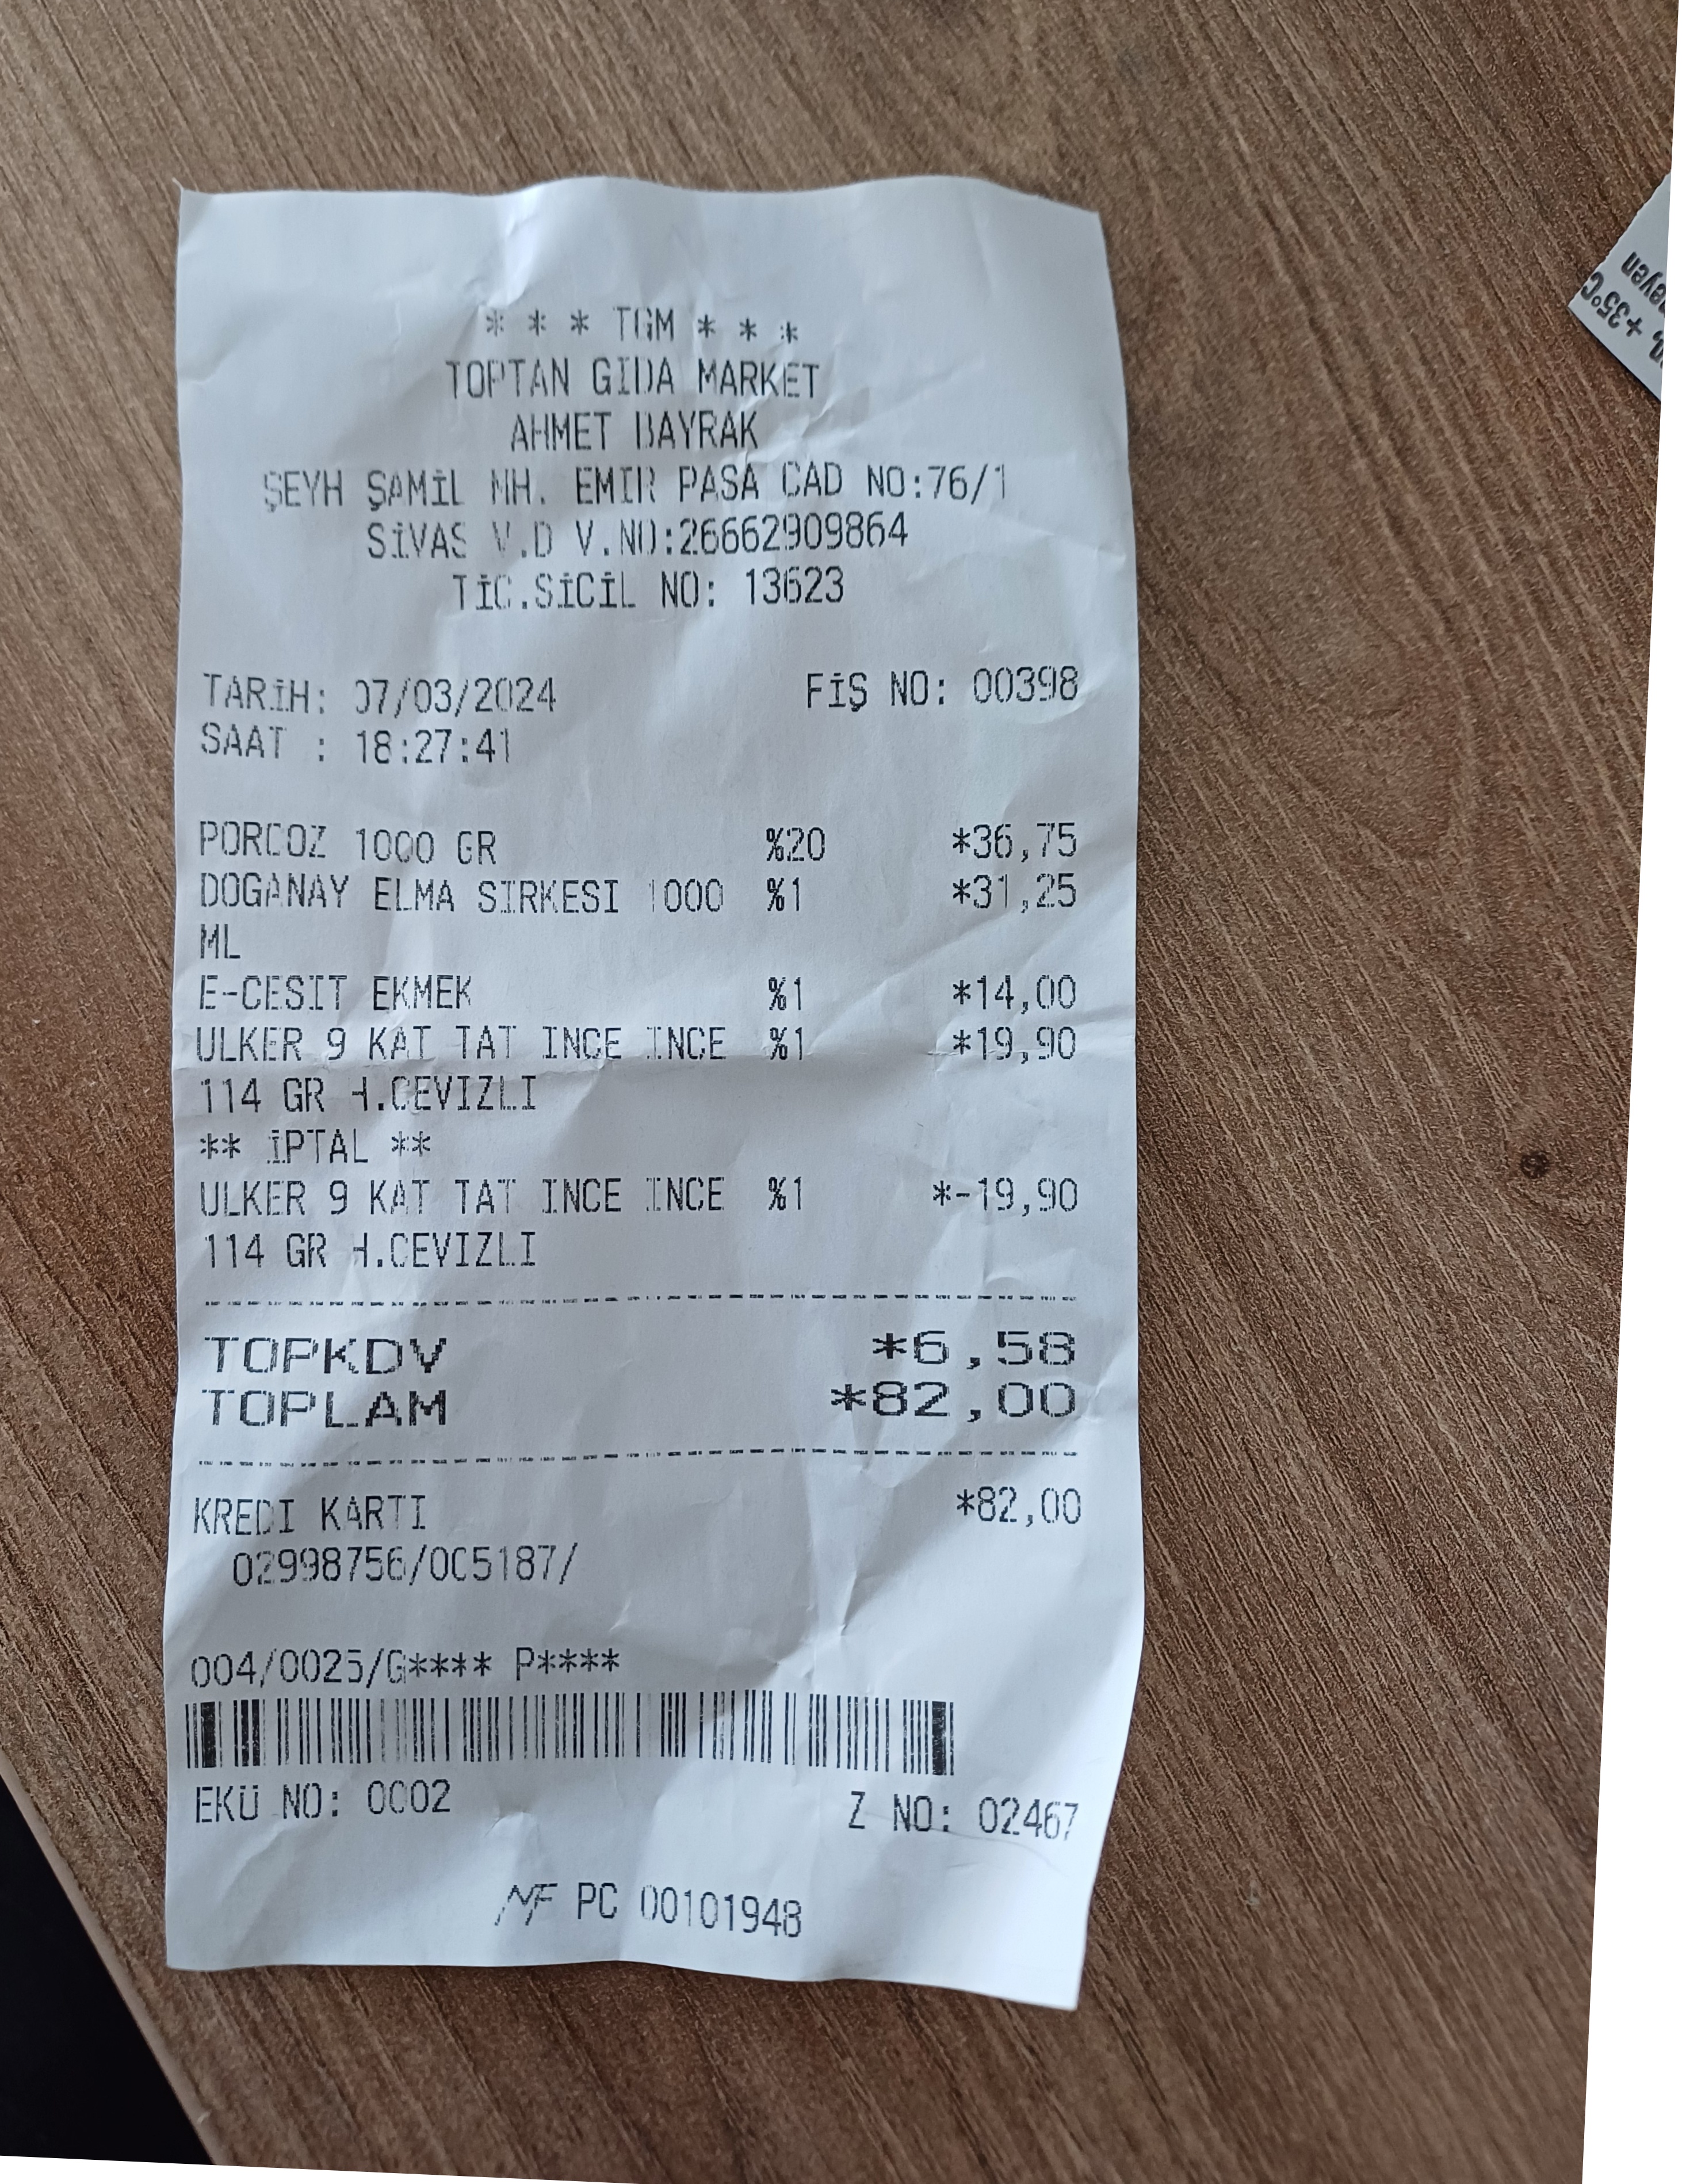 * * * TGM * * *
TOPTAN GIDA MARKET
AHMET BAYRAK
ŞEYH ŞAMİL MH. EMIR PASA CAD NO:76/1
SİVAS V.D V.NO:26662909864
TİC.SİCİL NO: 13623
TARİH: 07/03/2024 FİŞ NO: 00398
SAAT : 18:27:41
PORCOZ 1000 GR %20 *36,75
DOGANAY ELMA SIRKESI 1000 %1 *31,25
ML
E-CESIT EKMEK %1 *14,00
ULKER 9 KAT TAT INCE INCE %1 *19,90
114 GR H.CEVIZLI
** İPTAL **
ULKER 9 KAT TAT INCE INCE %1 *-19,90
114 GR H.CEVIZLI
TOPKDV *6,58
TOPLAM *82,00
KREDI KARTI *82,00
02998756/005187/
004/0025/G**** P****
EKÜ NO: 0002 Z NO: 02467
MF PC 00101948
+35°C